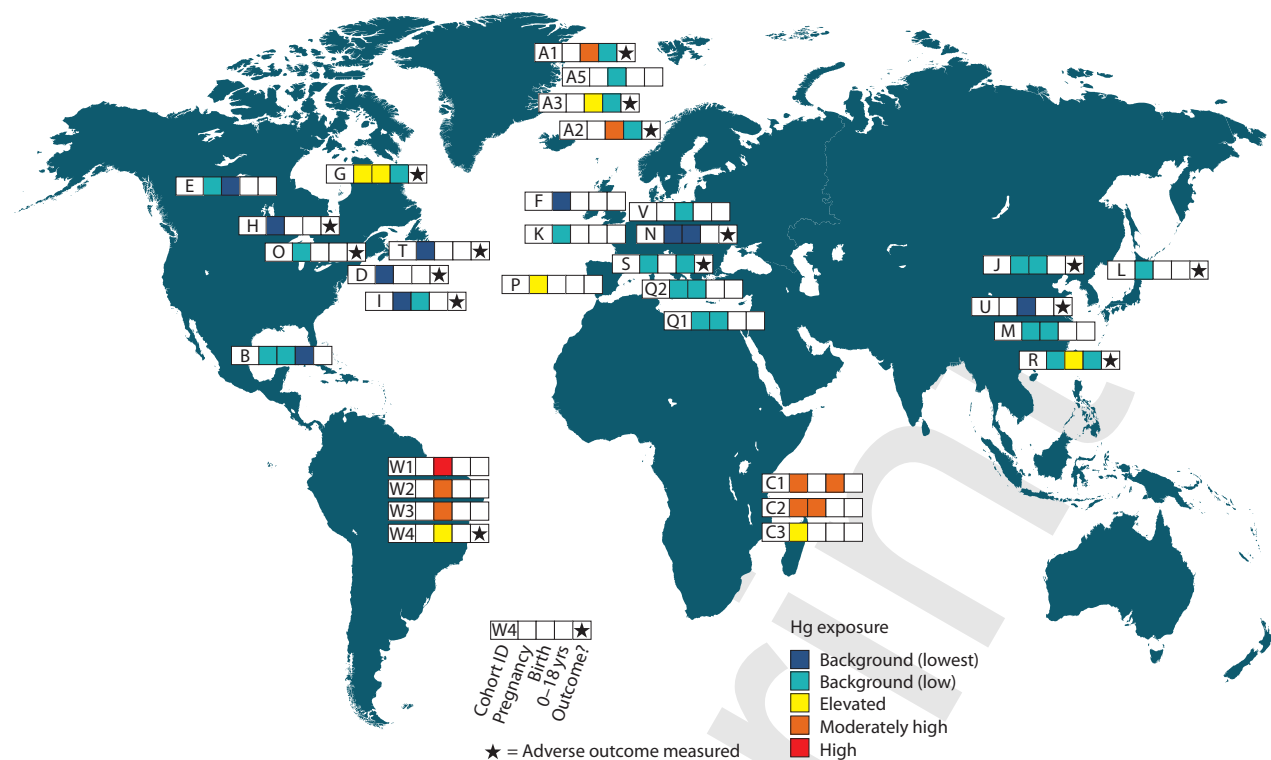 A1 ★
A5
A3 ★
A2 ★
G ★
E
F
V
H ★
K
N ★
O ★
T ★
S ★
J ★
L ★
D ★
P
Q2
I ★
U ★
Q1
M
B
R ★
W1
W2
W3
W4 ★
C1
C2
C3
W4 ★
Cohort ID
Pregnancy
Birth
0–18 yrs
Outcome?
★ = Adverse outcome measured
Hg exposure
Background (lowest)
Background (low)
Elevated
Moderately high
High